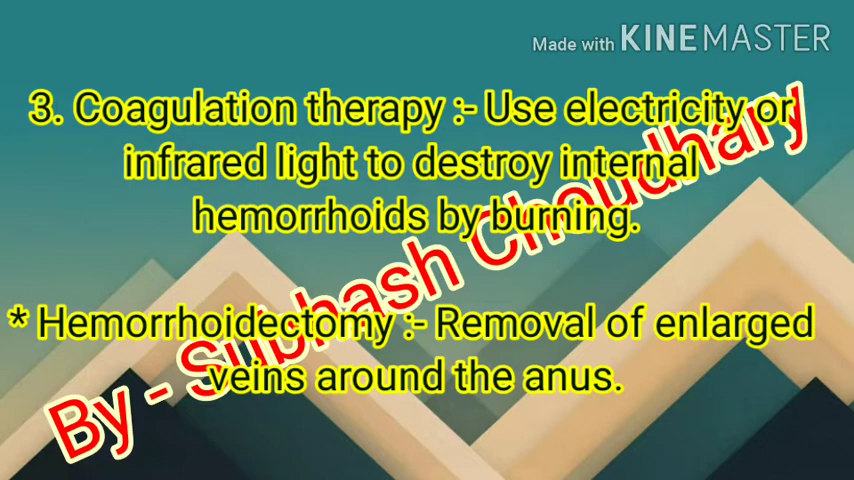 Made with KINEMASTER
3. Coagulation therapy :- Use electricity or
infrared light to destroy internal
hemorrhoids by burning.
* Hemorrhoidectomy :- Removal of enlarged
veins around the anus.
By - Subhash Choudhary